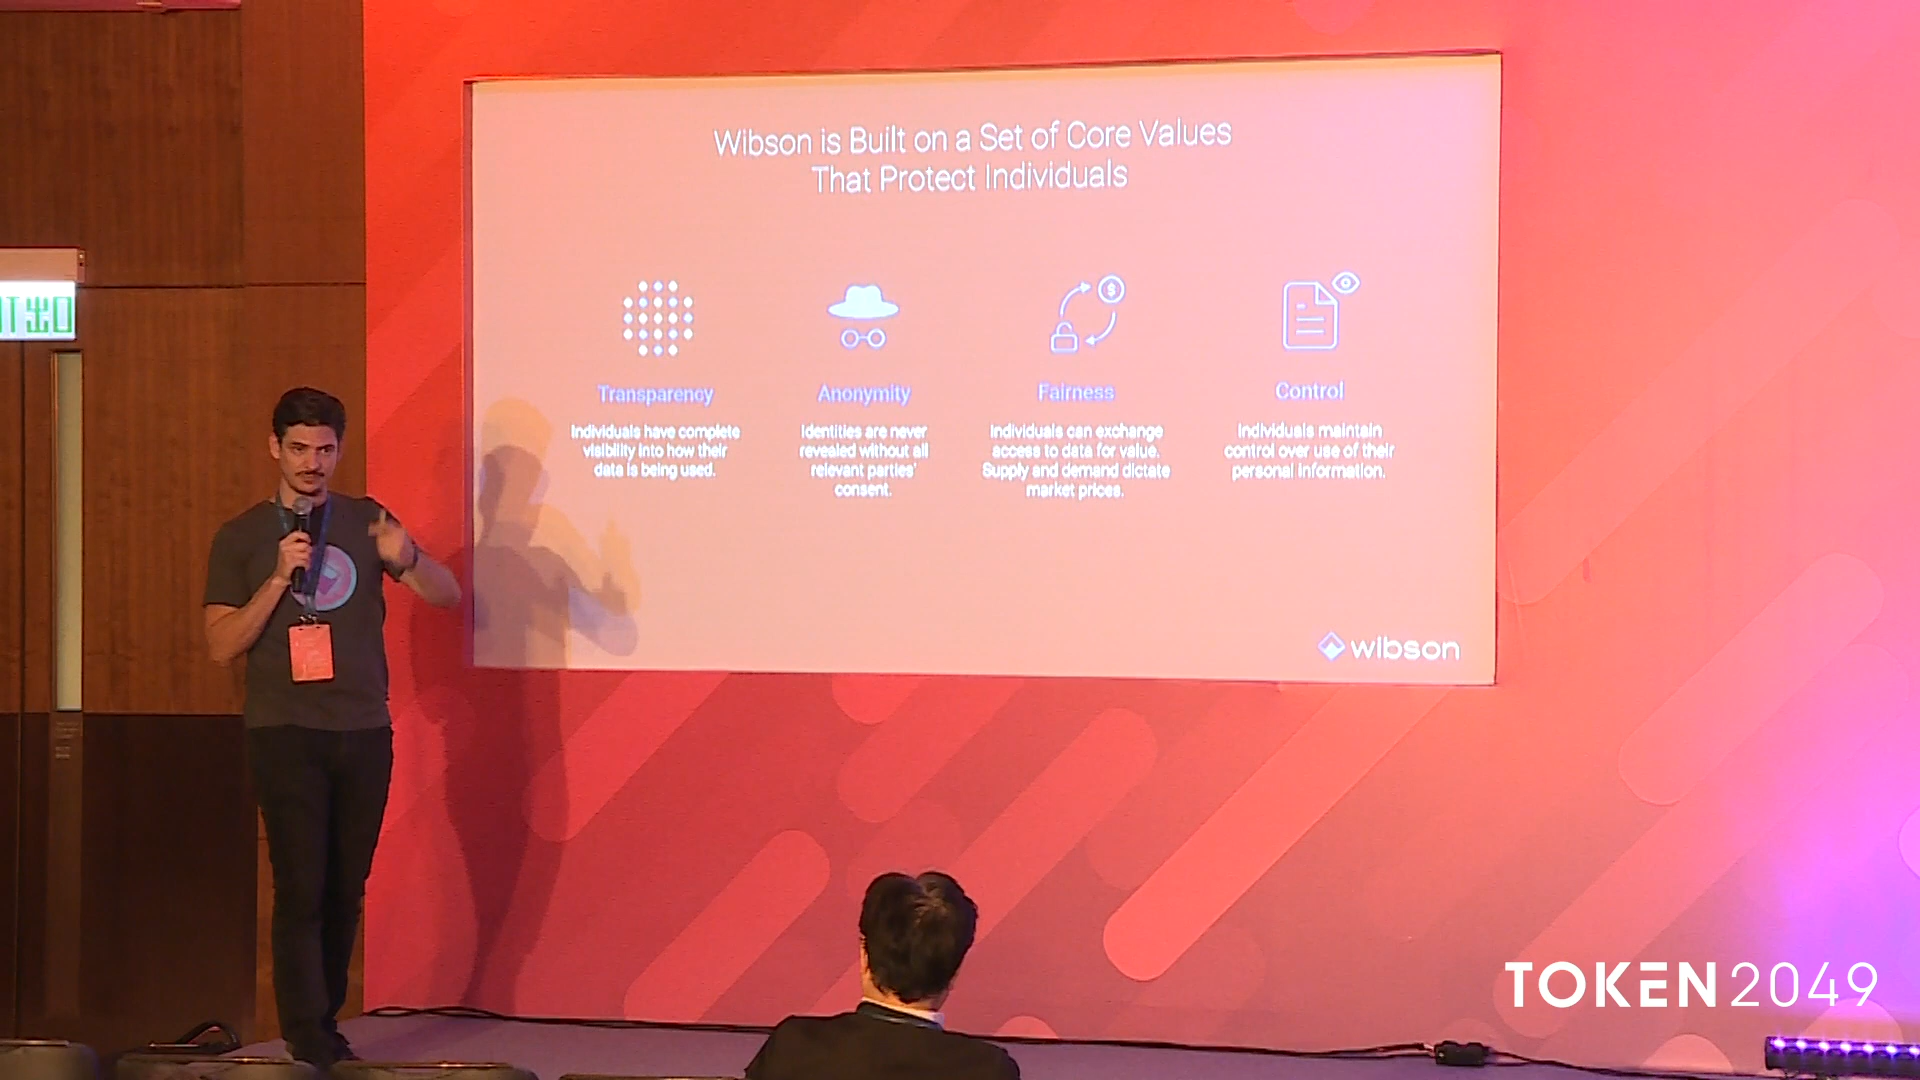 Wibson is Built on a Set of Core Values
That Protect Individuals
Transparency
Individuals have complete
visibility into how their
data is being used.
Anonymity
Identities are never
revealed without all
relevant parties'
consent.
Fairness
Individuals can exchange
access to data for value.
Supply and demand dictate
market prices.
Control
Individuals maintain
control over use of their
personal information.
wibson
出口
TOKEN2049